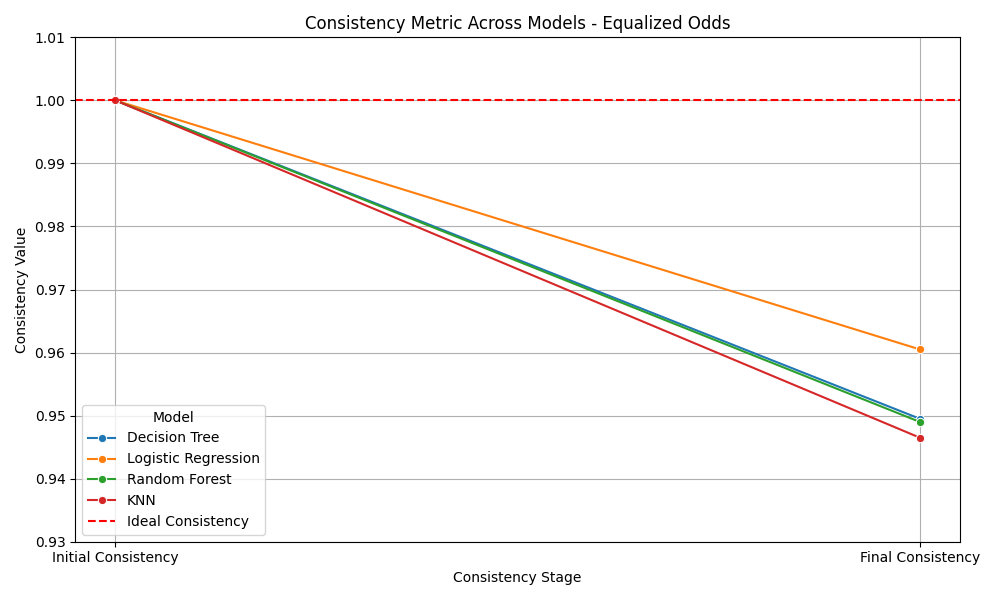 Consistency Metric Across Models - Equalized Odds
Consistency Value
1.01
1.00
0.99
0.98
0.97
0.96
0.95
0.94
0.93
Model
Decision Tree
Logistic Regression
Random Forest
KNN
Ideal Consistency
Initial Consistency
Final Consistency
Consistency Stage